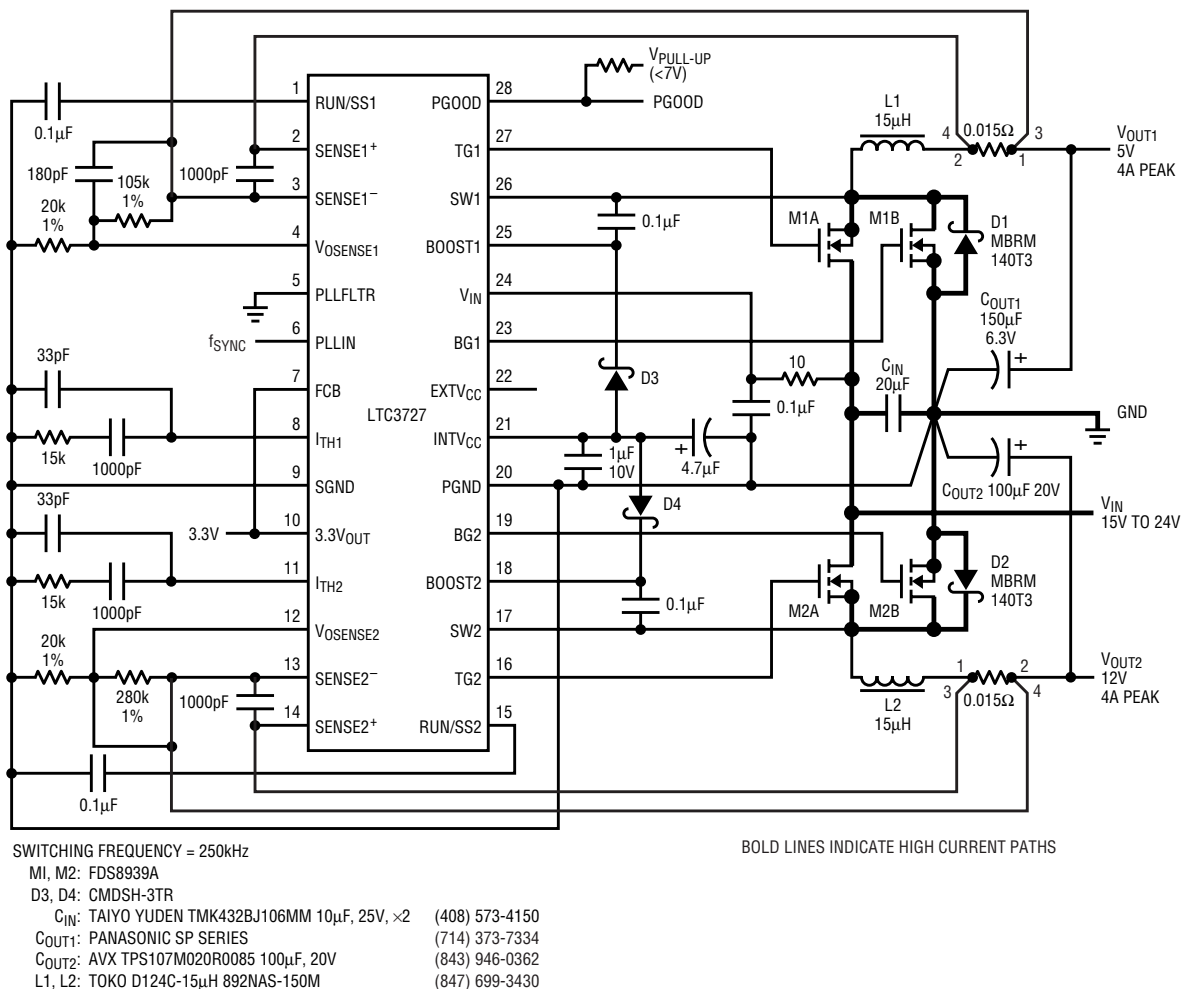 V_PULL-UP
(<7V)
PGOOD
1
RUN/SS1
0.1µF
2
SENSE1+
180pF
105k
1%
1000pF
3
SENSE1−
20k
1%
4
V_OSENSE1
5
PLLFLTR
f_SYNC
6
PLLIN
33pF
7
FCB
8
I_TH1
15k
1000pF
9
SGND
33pF
3.3V
10
3.3V_OUT
11
I_TH2
15k
1000pF
12
V_OSENSE2
20k
1%
280k
1%
13
SENSE2−
1000pF
14
SENSE2+
0.1µF
LTC3727
PGOOD
28
TG1
27
SW1
26
BOOST1
25
V_IN
24
BG1
23
EXTV_CC
22
INTV_CC
21
PGND
20
BG2
19
BOOST2
18
SW2
17
TG2
16
RUN/SS2
15
0.1µF
D3
10
0.1µF
1µF
10V
+
4.7µF
D4
0.1µF
L1
15µH
4
2
0.015Ω
3
1
V_OUT1
5V
4A PEAK
M1A
M1B
D1
MBRM
140T3
C_OUT1
150µF
6.3V
+
C_IN
20µF
GND
+
C_OUT2 100µF 20V
V_IN
15V TO 24V
M2A
M2B
D2
MBRM
140T3
L2
15µH
1
3
0.015Ω
2
4
V_OUT2
12V
4A PEAK
SWITCHING FREQUENCY = 250kHz
MI, M2: FDS8939A
D3, D4: CMDSH-3TR
C_IN: TAIYO YUDEN TMK432BJ106MM 10µF, 25V, ×2 (408) 573-4150
C_OUT1: PANASONIC SP SERIES (714) 373-7334
C_OUT2: AVX TPS107M020R0085 100µF, 20V (843) 946-0362
L1, L2: TOKO D124C-15µH 892NAS-150M (847) 699-3430
BOLD LINES INDICATE HIGH CURRENT PATHS